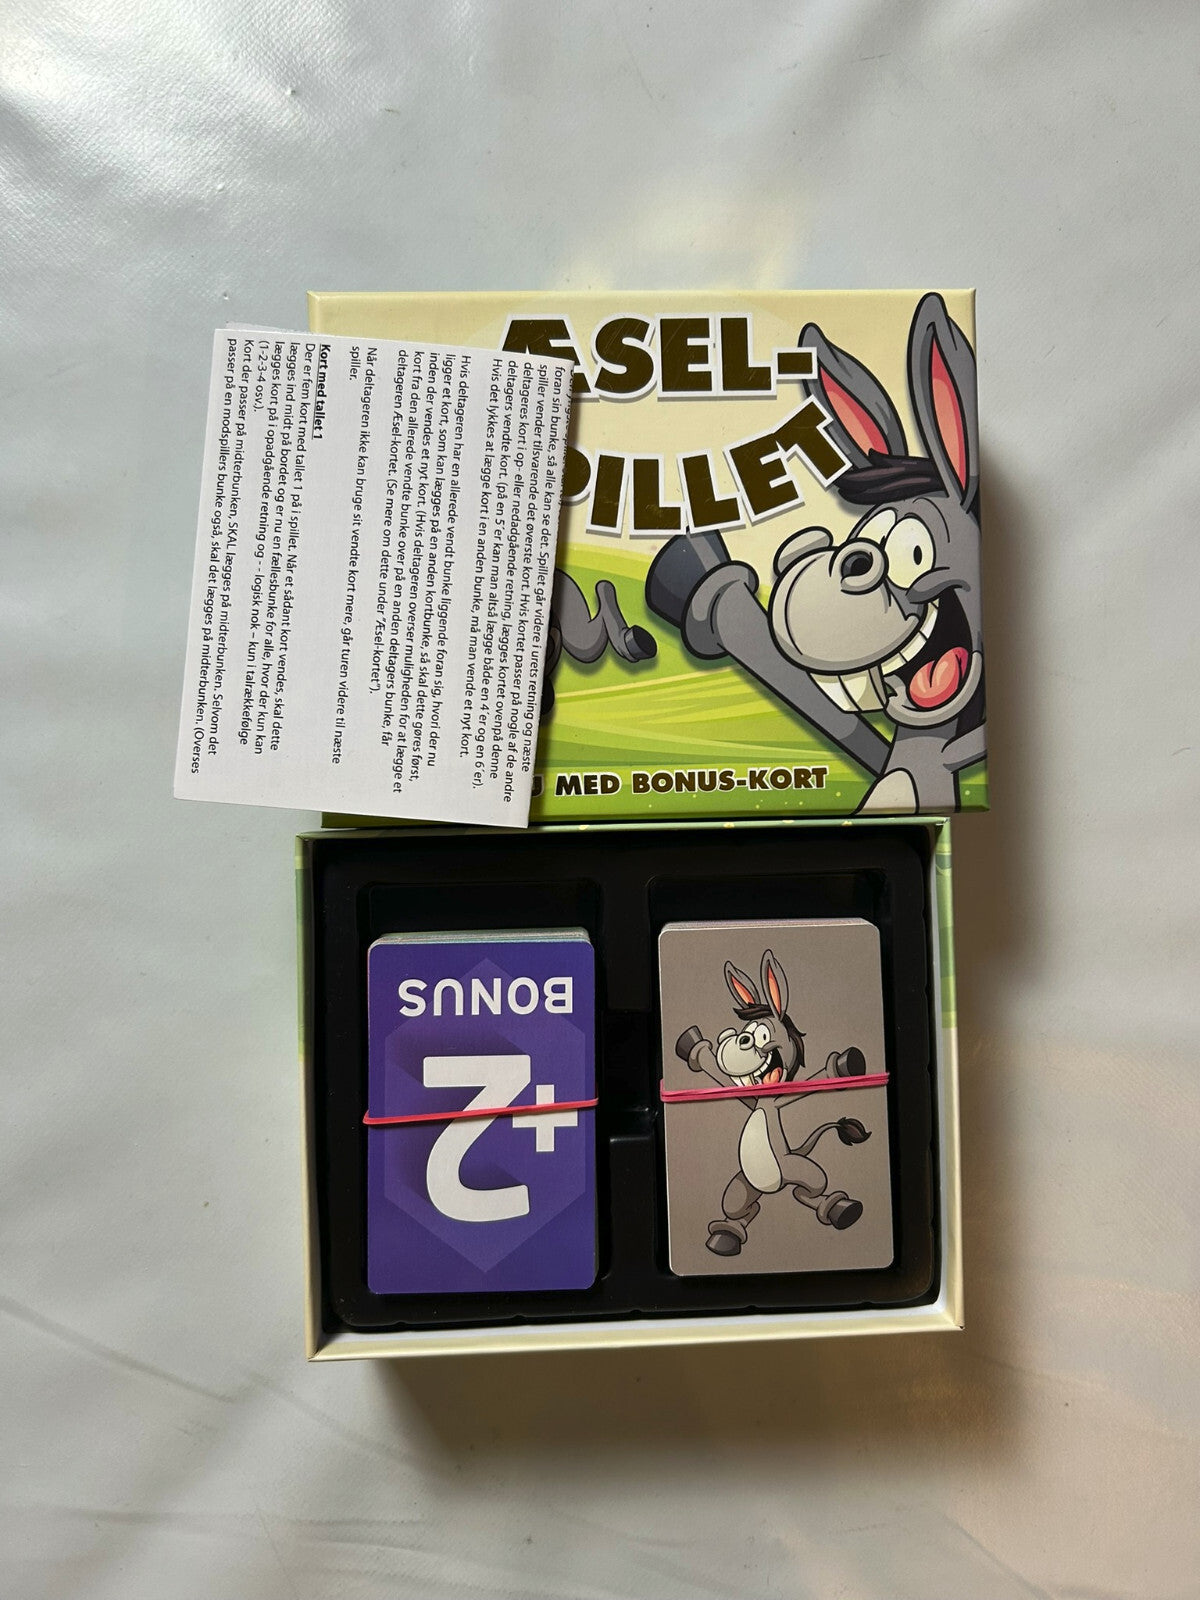 ÆSEL-
SPILLET
MED BONUS-KORT
foran sin bunke, så alle kan se det. Spillet går videre i urets retning og næste
spiller vender tilsvarende det øverste kort. Hvis kortet passer på nogle af de andre
deltageres kort i op- eller nedadgående retning, lægges kortet ovenpå denne
deltagers vendte kort. (på en 5´er kan man altså lægge både en 4´er og en 6´er).
Hvis det lykkes at lægge kort i en anden bunke, må man vende et nyt kort.
Hvis deltageren har en allerede vendt bunke liggende foran sig, hvori der nu
ligger et kort, som kan lægges på en anden kortbunke, så skal dette gøres først,
inden der vendes et nyt kort. (Hvis deltageren overser muligheden for at lægge et
kort fra den allerede vendte bunke over på en anden deltagers bunke, får
deltageren Æsel-kortet. (Se mere om dette under "Æsel-kortet").
Når deltageren ikke kan bruge sit vendte kort mere, går turen videre til næste
spiller.
Kort med tallet 1
Der er fem kort med tallet 1 på i spillet. Når et sådant kort vendes, skal dette
lægges ind midt på bordet og er nu en fællesbunke for alle, hvor der kun kan
lægges kort på i opadgående retning og - - logisk nok – kun i talrækkefølge
(1-2-3-4 osv.).
Kort der passer på midterbunken, SKAL lægges på midterbunken. Selvom det
passer på en modspillers bunke også, skal det lægges på midterbunken. (Overses
BONUS
+2